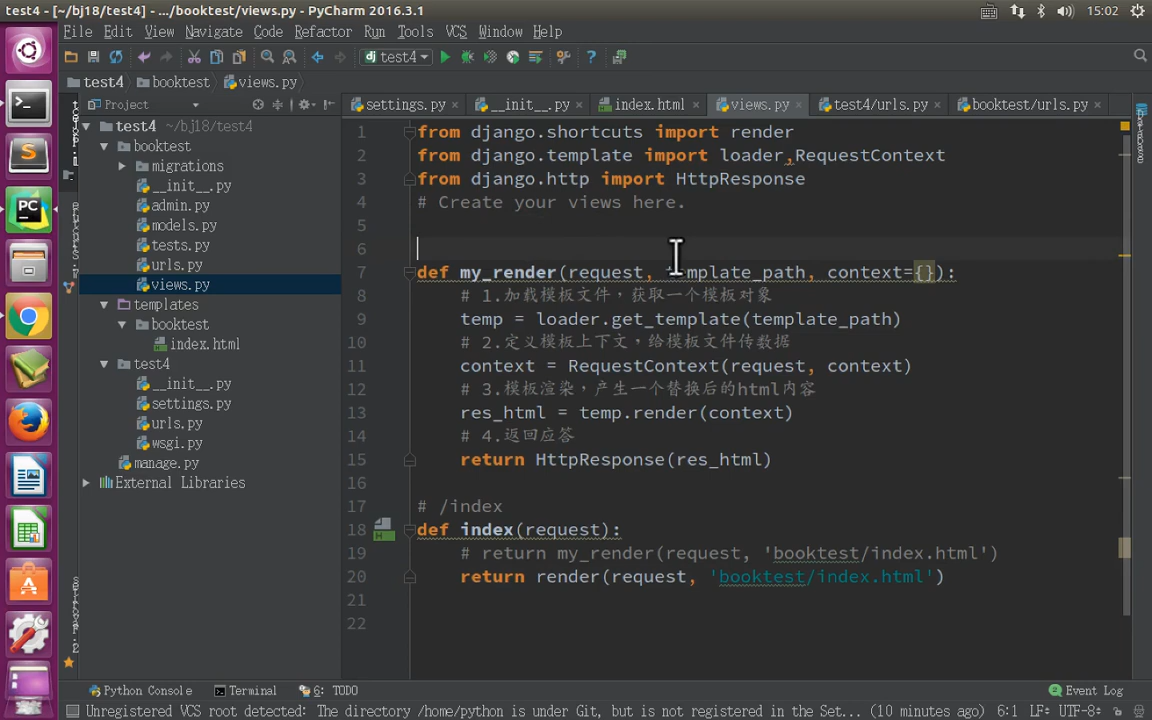 test4 - [~/bj18/test4] - .../booktest/views.py - PyCharm 2016.3.1
15:02
File Edit View Navigate Code Refactor Run Tools VCS Window Help
test4
test4 booktest views.py
Project
settings.py __init__.py index.html views.py test4/urls.py booktest/urls.py
test4 ~/bj18/test4
booktest
migrations
__init__.py
admin.py
models.py
tests.py
urls.py
views.py
templates
booktest
index.html
test4
__init__.py
settings.py
urls.py
wsgi.py
manage.py
External Libraries
1 from django.shortcuts import render
2 from django.template import loader,RequestContext
3 from django.http import HttpResponse
4 # Create your views here.
5
6
7 def my_render(request, mplate_path, context={}):
8 # 1.加载模板文件，获取一个模板对象
9 temp = loader.get_template(template_path)
10 # 2.定义模板上下文，给模板文件传数据
11 context = RequestContext(request, context)
12 # 3.模板渲染，产生一个替换后的html内容
13 res_html = temp.render(context)
14 # 4.返回应答
15 return HttpResponse(res_html)
16
17 # /index
18 def index(request):
19 # return my_render(request, 'booktest/index.html')
20 return render(request, 'booktest/index.html')
21
22
Python Console Terminal 6: TODO Event Log
Unregistered VCS root detected: The directory /home/python is under Git, but is not registered in the Set... (10 minutes ago) 6:1 LF÷ UTF-8÷